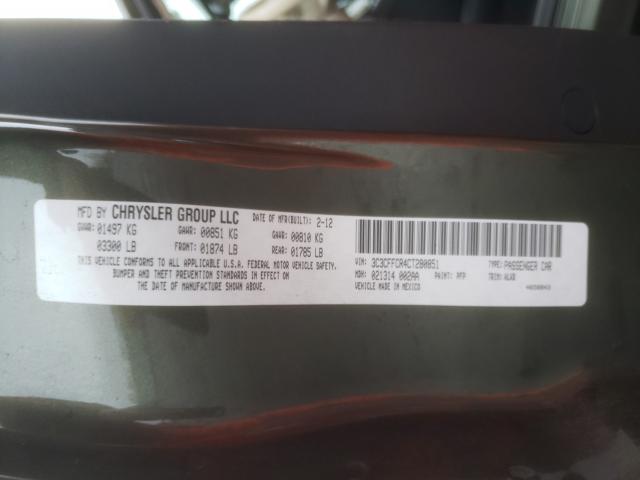 MFD BY CHRYSLER GROUP LLC DATE OF MFR(BUILT): 2-12
GVWR: 01497 KG GAWR: 00851 KG GAWR: 00810 KG
03300 LB FRONT: 01874 LB REAR: 01785 LB
THIS VEHICLE CONFORMS TO ALL APPLICABLE U.S.A. FEDERAL MOTOR VEHICLE SAFETY,
BUMPER AND THEFT PREVENTION STANDARDS IN EFFECT ON
THE DATE OF MANUFACTURE SHOWN ABOVE.
VIN: 3C3CFFCR4CT280851 TYPE: PASSENGER CAR
MDH: 021314 002AA PAINT: PFP TRIM:
VEHICLE MADE IN MEXICO